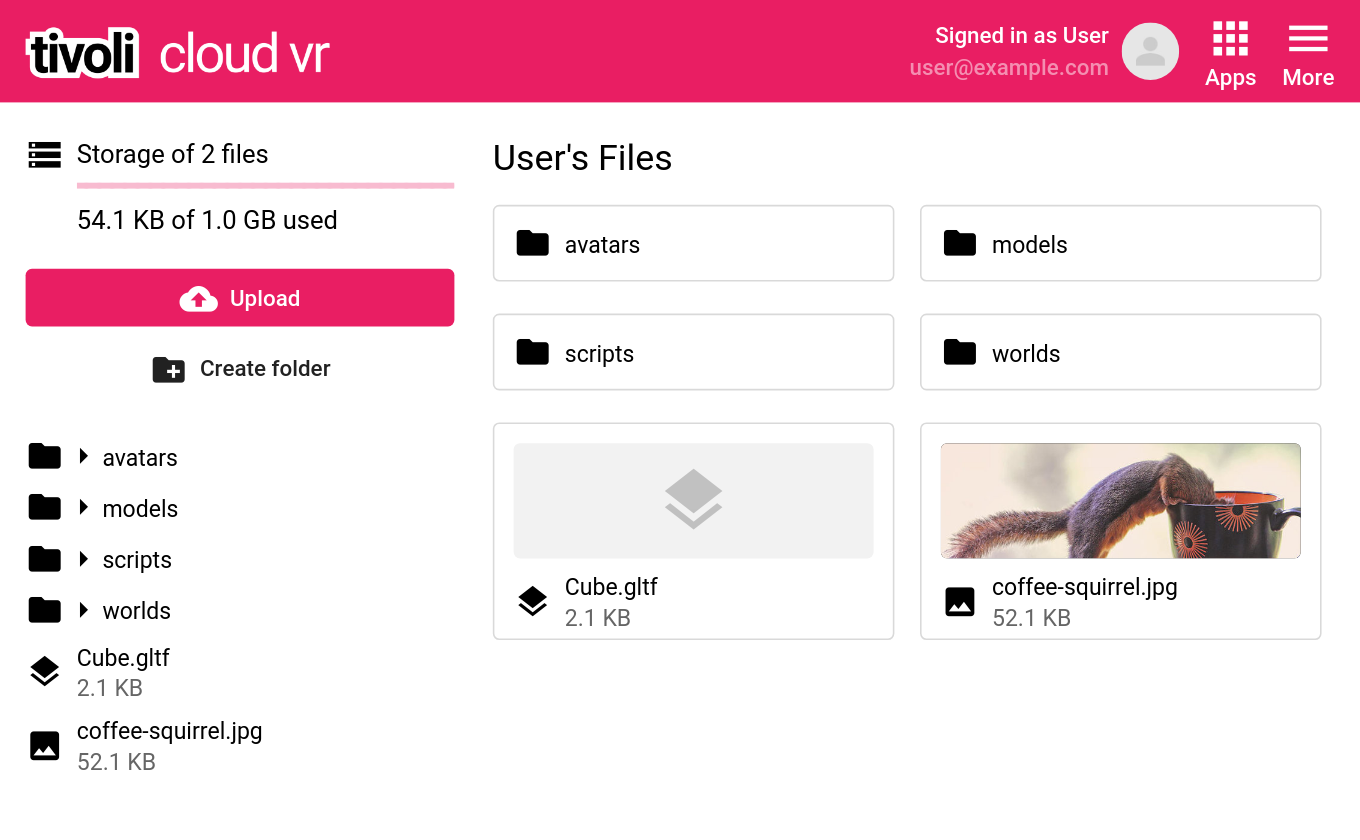 tivoli cloud vr
Signed in as User
user@example.com
Apps
More
Storage of 2 files
54.1 KB of 1.0 GB used
Upload
Create folder
avatars
models
scripts
worlds
Cube.gltf
2.1 KB
coffee-squirrel.jpg
52.1 KB
User's Files
avatars
models
scripts
worlds
Cube.gltf
2.1 KB
coffee-squirrel.jpg
52.1 KB